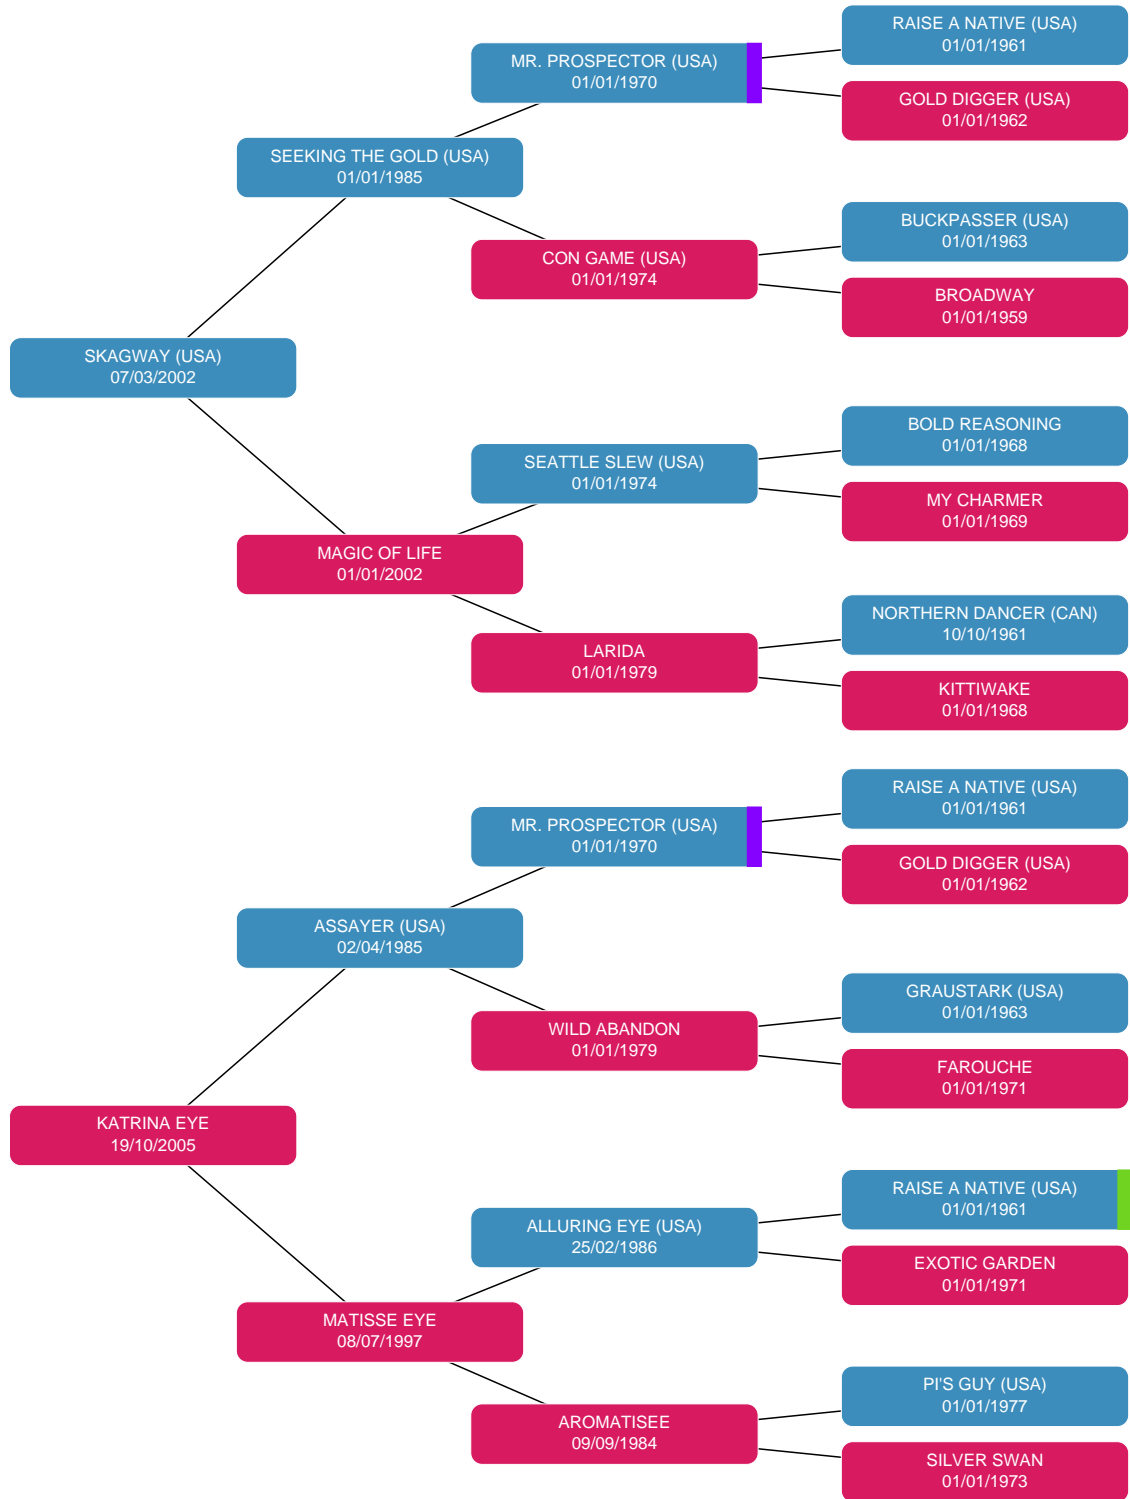 RAISE A NATIVE (USA)
01/01/1961
MR. PROSPECTOR (USA)
01/01/1970
GOLD DIGGER (USA)
01/01/1962
SEEKING THE GOLD (USA)
01/01/1985
BUCKPASSER (USA)
01/01/1963
CON GAME (USA)
01/01/1974
BROADWAY
01/01/1959
SKAGWAY (USA)
07/03/2002
BOLD REASONING
01/01/1968
SEATTLE SLEW (USA)
01/01/1974
MY CHARMER
01/01/1969
MAGIC OF LIFE
01/01/2002
NORTHERN DANCER (CAN)
10/10/1961
LARIDA
01/01/1979
KITTIWAKE
01/01/1968
RAISE A NATIVE (USA)
01/01/1961
MR. PROSPECTOR (USA)
01/01/1970
GOLD DIGGER (USA)
01/01/1962
ASSAYER (USA)
02/04/1985
GRAUSTARK (USA)
01/01/1963
WILD ABANDON
01/01/1979
FAROUCHE
01/01/1971
KATRINA EYE
19/10/2005
RAISE A NATIVE (USA)
01/01/1961
ALLURING EYE (USA)
25/02/1986
EXOTIC GARDEN
01/01/1971
MATISSE EYE
08/07/1997
PI'S GUY (USA)
01/01/1977
AROMATISEE
09/09/1984
SILVER SWAN
01/01/1973